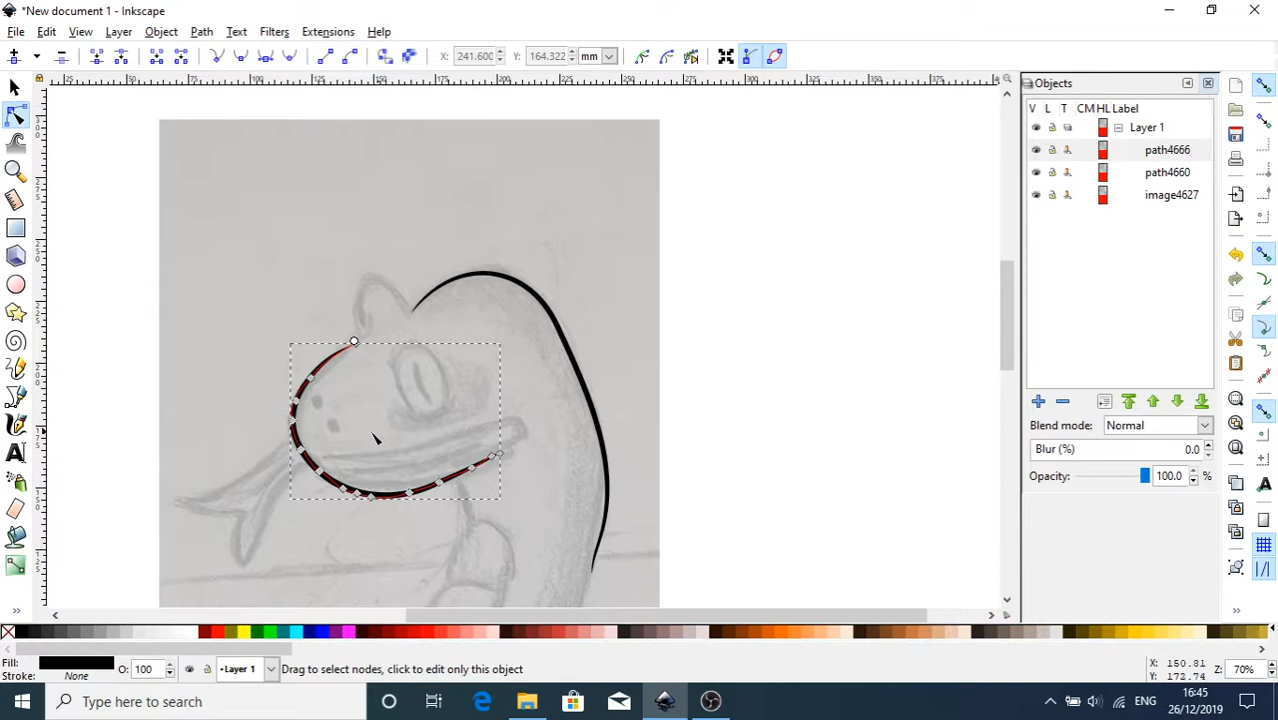 *New document 1 - Inkscape
File Edit View Layer Object Path Text Filters Extensions Help
X: 241.600 Y: 164.322 mm
Objects
V L T CM HL Label
Layer 1
path4666
path4660
image4627
Blend mode: Normal
Blur (%) 0.0
Opacity: 100.0 %
Fill: O: 100 •Layer 1 Drag to select nodes, click to edit only this object X: 150.81 Z: 70%
Stroke: None Y: 172.74
Type here to search
ENG
16:45
26/12/2019